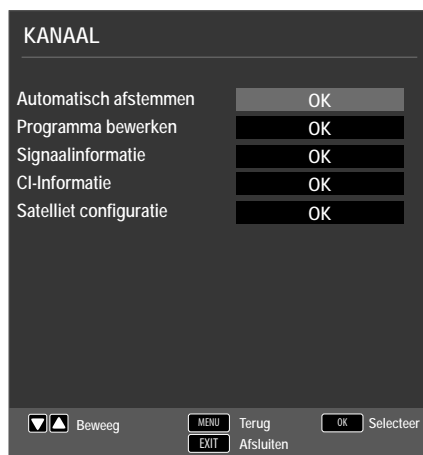 KANAAL
Automatisch afstemmen OK
Programma bewerken OK
Signaalinformatie OK
CI-Informatie OK
Satelliet configuratie OK
Beweeg MENU Terug OK Selecteer
EXIT Afsluiten